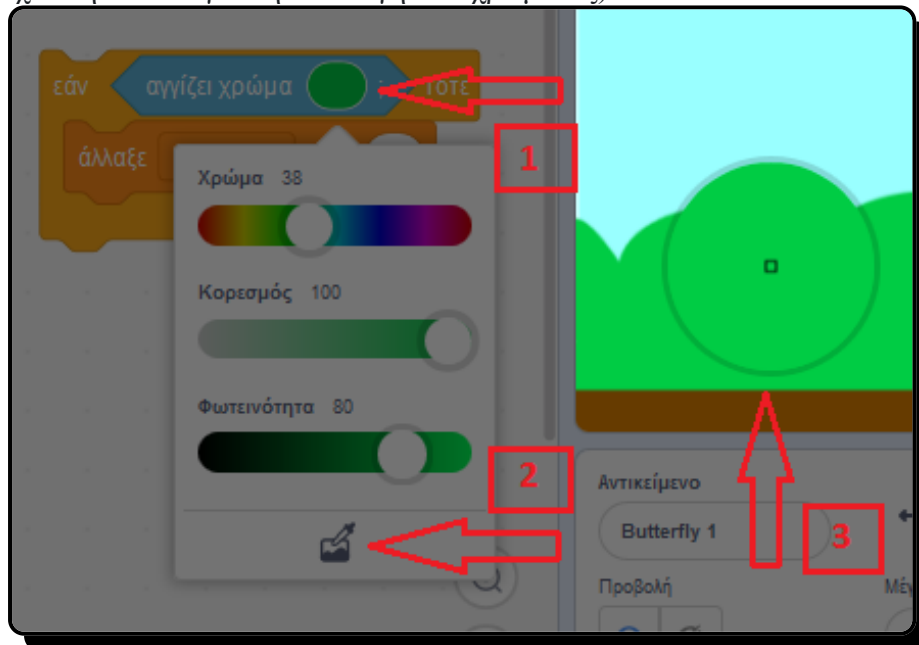 εάν αγγίζει χρώμα ; τότε
1
άλλαξε
Χρώμα 38
Κορεσμός 100
Φωτεινότητα 80
2
Αντικείμενο
Butterfly 1
3
Προβολή